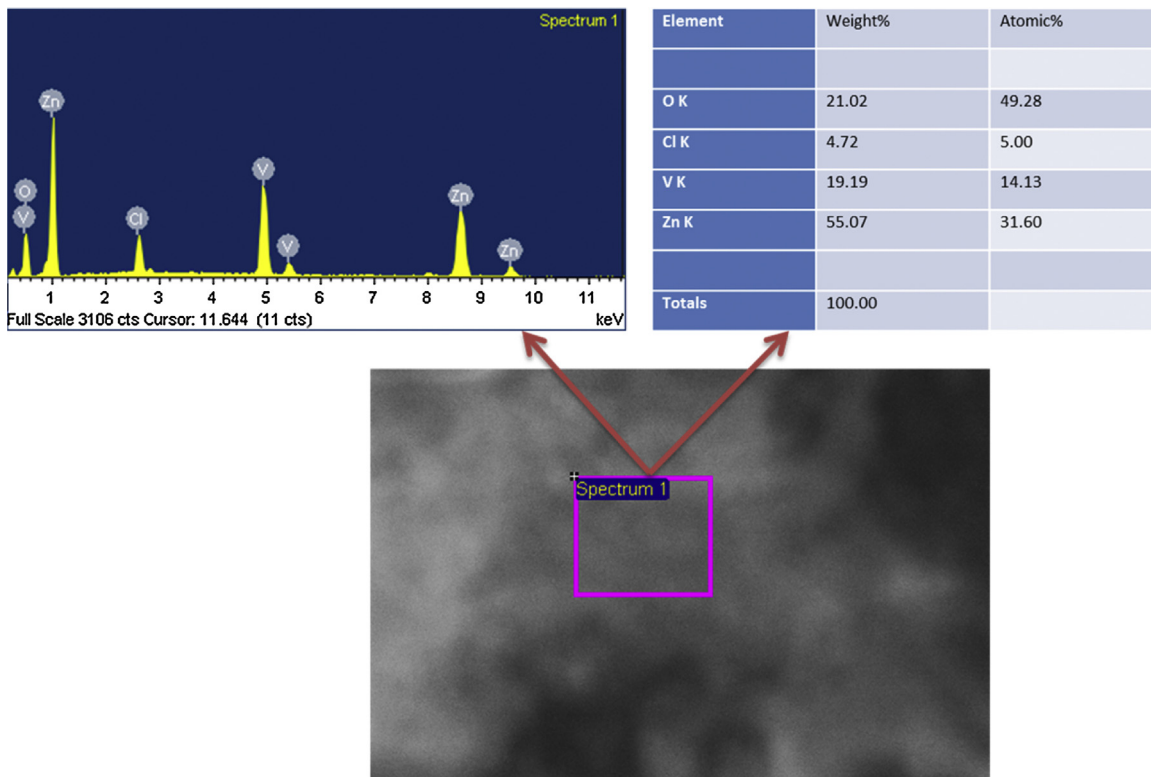 Spectrum 1
Zn
O
V
Cl
V
V
Zn
Zn
1 2 3 4 5 6 7 8 9 10 11
Full Scale 3106 cts Cursor: 11.644 (11 cts) keV
Element Weight% Atomic%
O K 21.02 49.28
Cl K 4.72 5.00
V K 19.19 14.13
Zn K 55.07 31.60
Totals 100.00
Spectrum 1